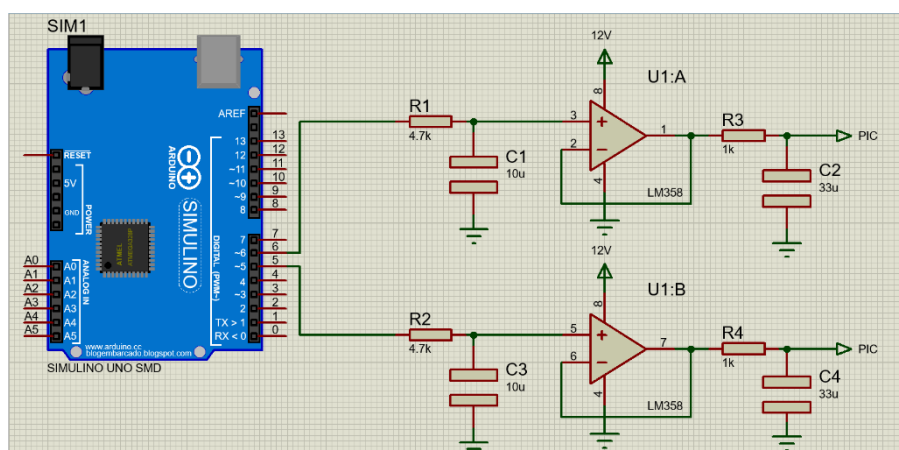 SIM1
AREF
13 13
12 12
~11 11
~10 10
~9 9
8 8
7 7
~6 6
~5 5
4 4
~3 3
2 2
TX > 1 1
RX < 0 0
RESET
5V
GND
POWER
A0 A0
A1 A1
A2 A2
A3 A3
A4 A4
A5 A5
ANALOG IN
ATMEL
ARDUINO
SIMULINO
DIGITAL (PWM~)
www.arduino.cc
blogembarcado.blogspot.com
SIMULINO UNO SMD
R1
4.7k
C1
10u
12V
U1:A
8
3
2
1
4
+
−
LM358
R3
1k
C2
33u
PIC
R2
4.7k
C3
10u
12V
U1:B
8
5
6
7
4
+
−
LM358
R4
1k
C4
33u
PIC